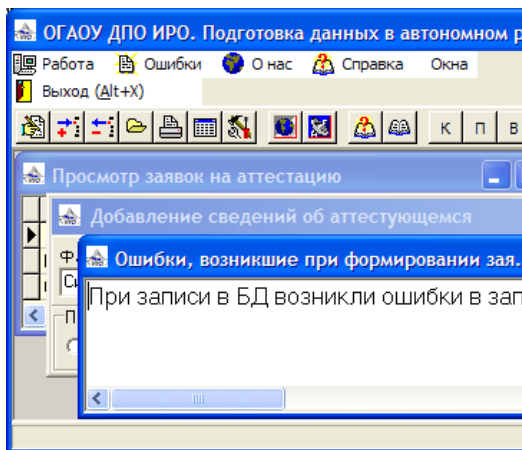 ОГАОУ ДПО ИРО. Подготовка данных в автономном
Работа Ошибки О нас Справка Окна
Выход (Alt+X)
К П В
Просмотр заявок на аттестацию
Добавление сведений об аттестующемся
Ошибки, возникшие при формировании зая...
При записи в БД возникли ошибки в зап